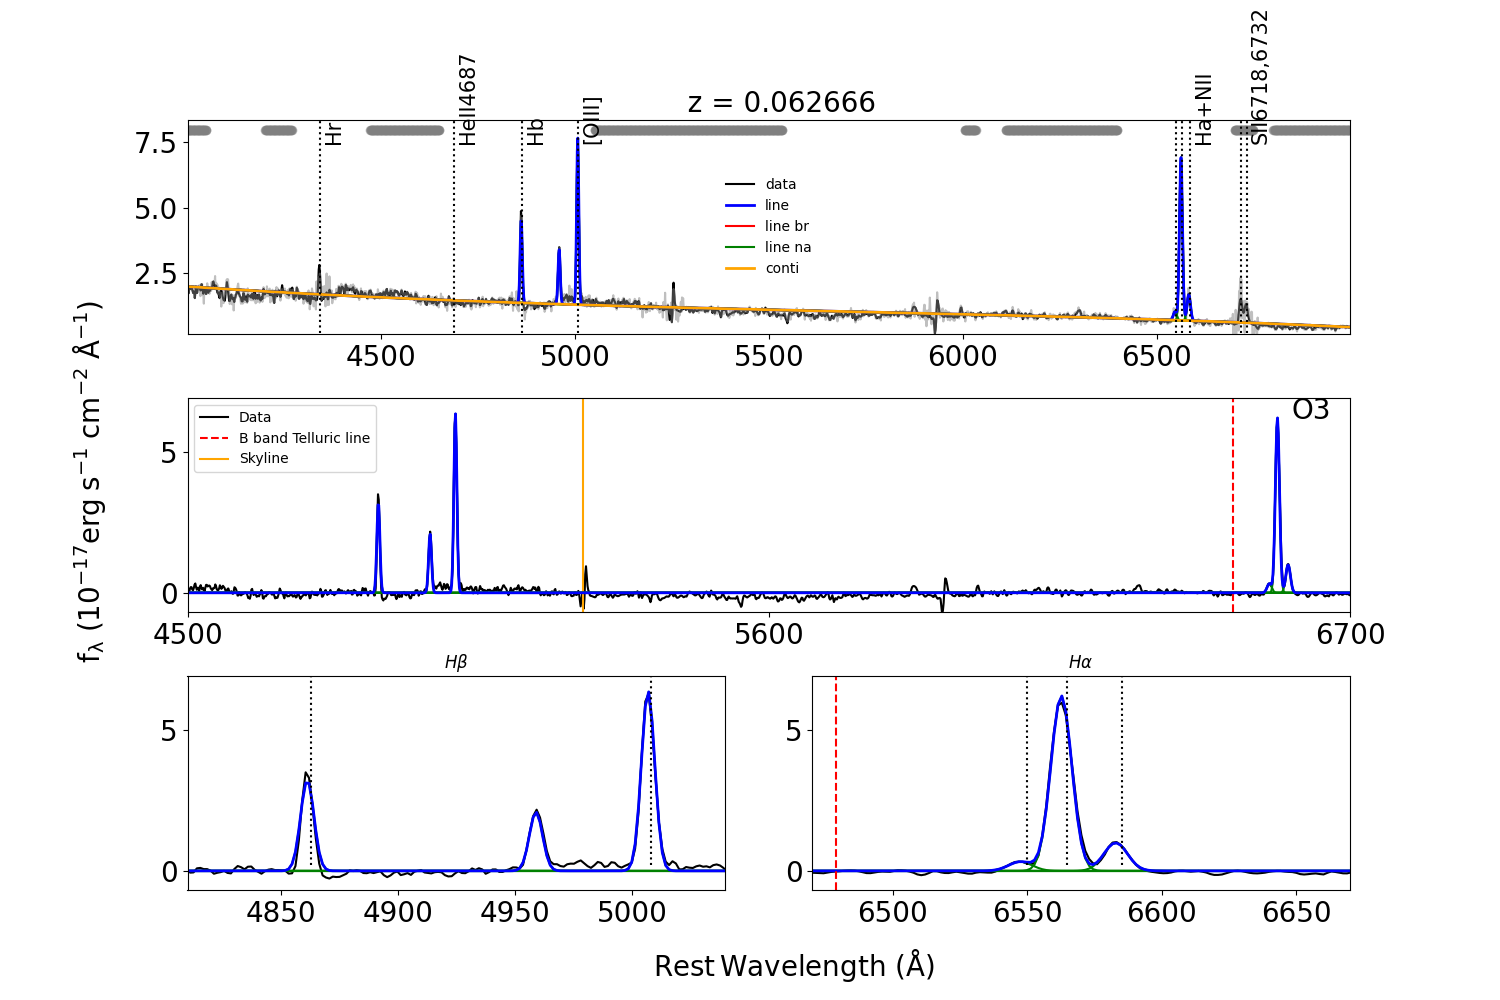 z = 0.062666
Hr
HeII4687
Hb
[OIII]
Ha+NII
SII6718,6732
7.5
5.0
2.5
data
line
line br
line na
conti
4500 5000 5500 6000 6500
fλ (10−17erg s−1 cm−2 Å−1)
Data
B band Telluric line
Skyline
O3
5
0
4500 5600 6700
Hβ
5
0
4850 4900 4950 5000
Hα
5
0
6500 6550 6600 6650
Rest Wavelength (Å)